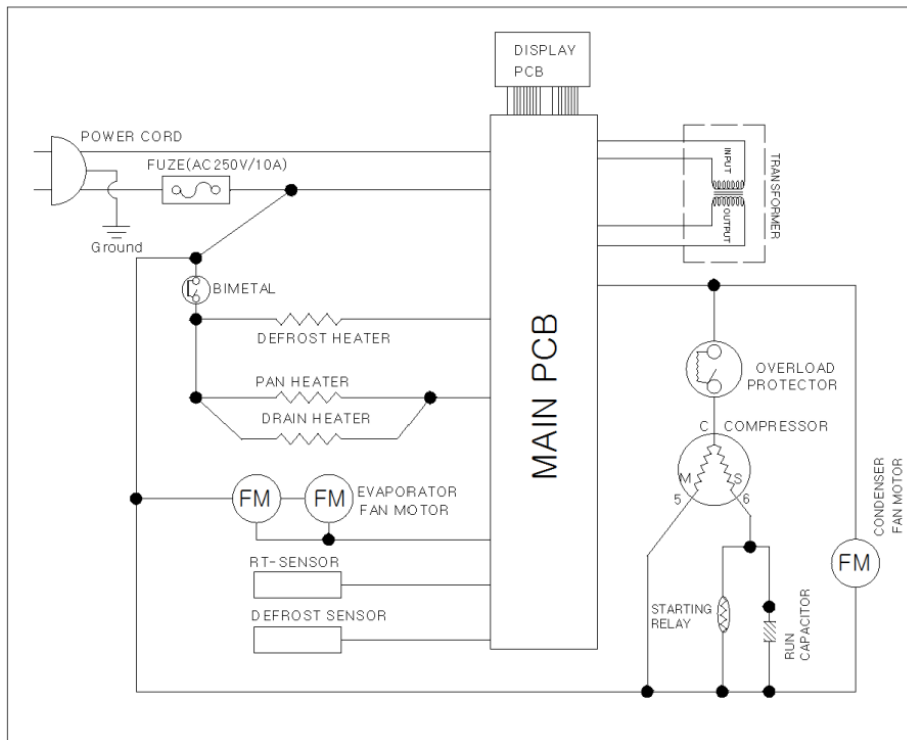 DISPLAY
PCB
POWER CORD
FUZE(AC250V/10A)
Ground
INPUT
OUTPUT
TRANSFORMER
BIMETAL
DEFROST HEATER
PAN HEATER
DRAIN HEATER
MAIN PCB
OVERLOAD
PROTECTOR
C COMPRESSOR
M S
5 6
FM FM
EVAPORATOR
FAN MOTOR
CONDENSER
FAN MOTOR
FM
RT-SENSOR
DEFROST SENSOR
STARTING
RELAY
RUN
CAPACITOR